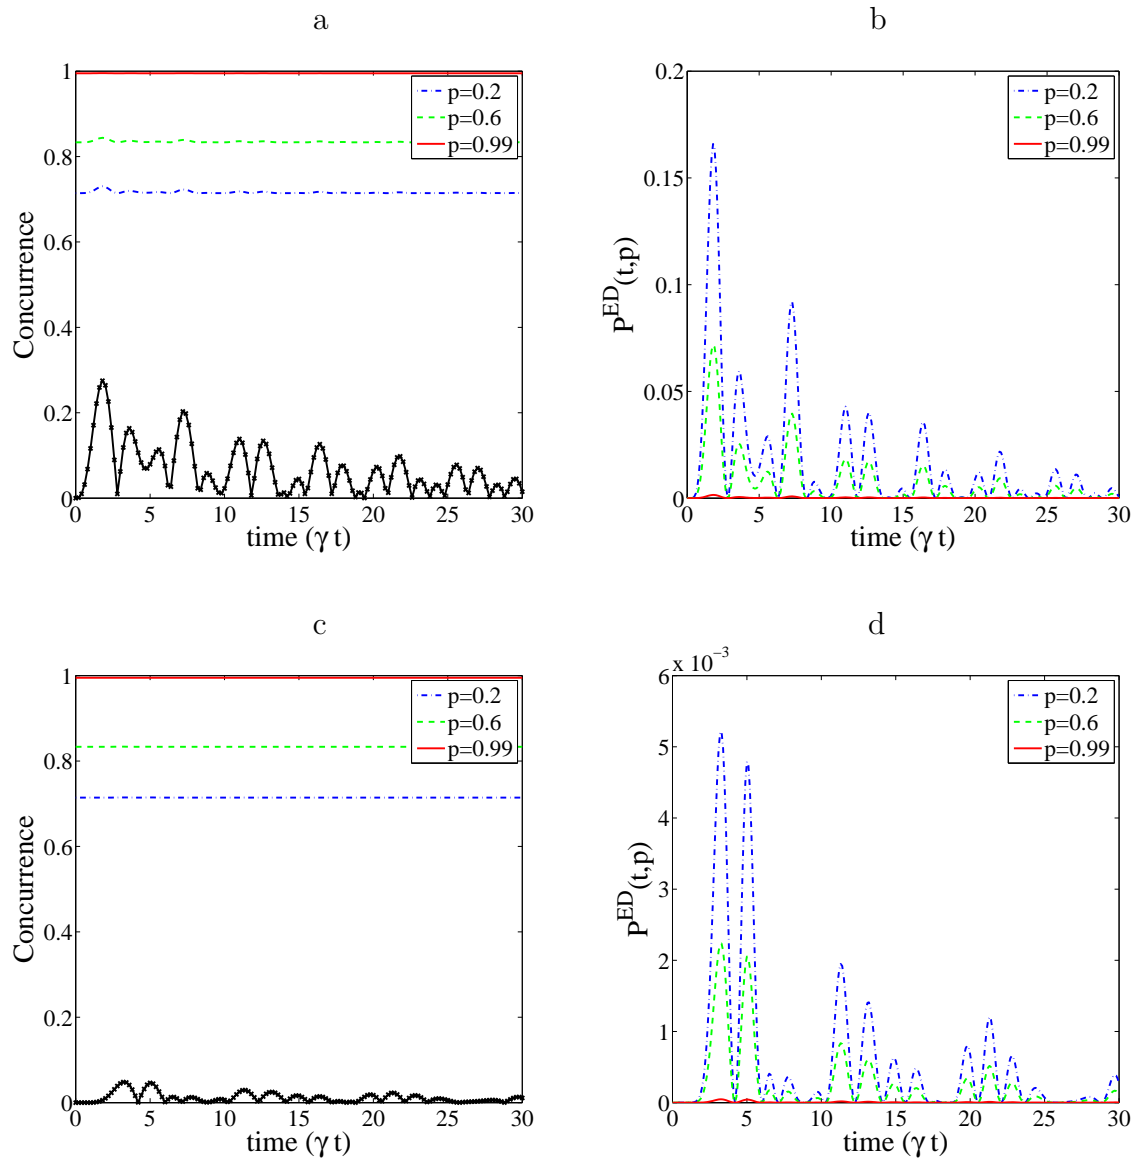 a
Concurrence
1
0.8
0.6
0.4
0.2
0
0 5 10 15 20 25 30
time (γ t)
p=0.2
p=0.6
p=0.99
b
P^ED(t,p)
0.2
0.15
0.1
0.05
0
0 5 10 15 20 25 30
time (γ t)
p=0.2
p=0.6
p=0.99
c
Concurrence
1
0.8
0.6
0.4
0.2
0
0 5 10 15 20 25 30
time (γ t)
p=0.2
p=0.6
p=0.99
d
x 10^−3
P^ED(t,p)
6
5
4
3
2
1
0
0 5 10 15 20 25 30
time (γ t)
p=0.2
p=0.6
p=0.99